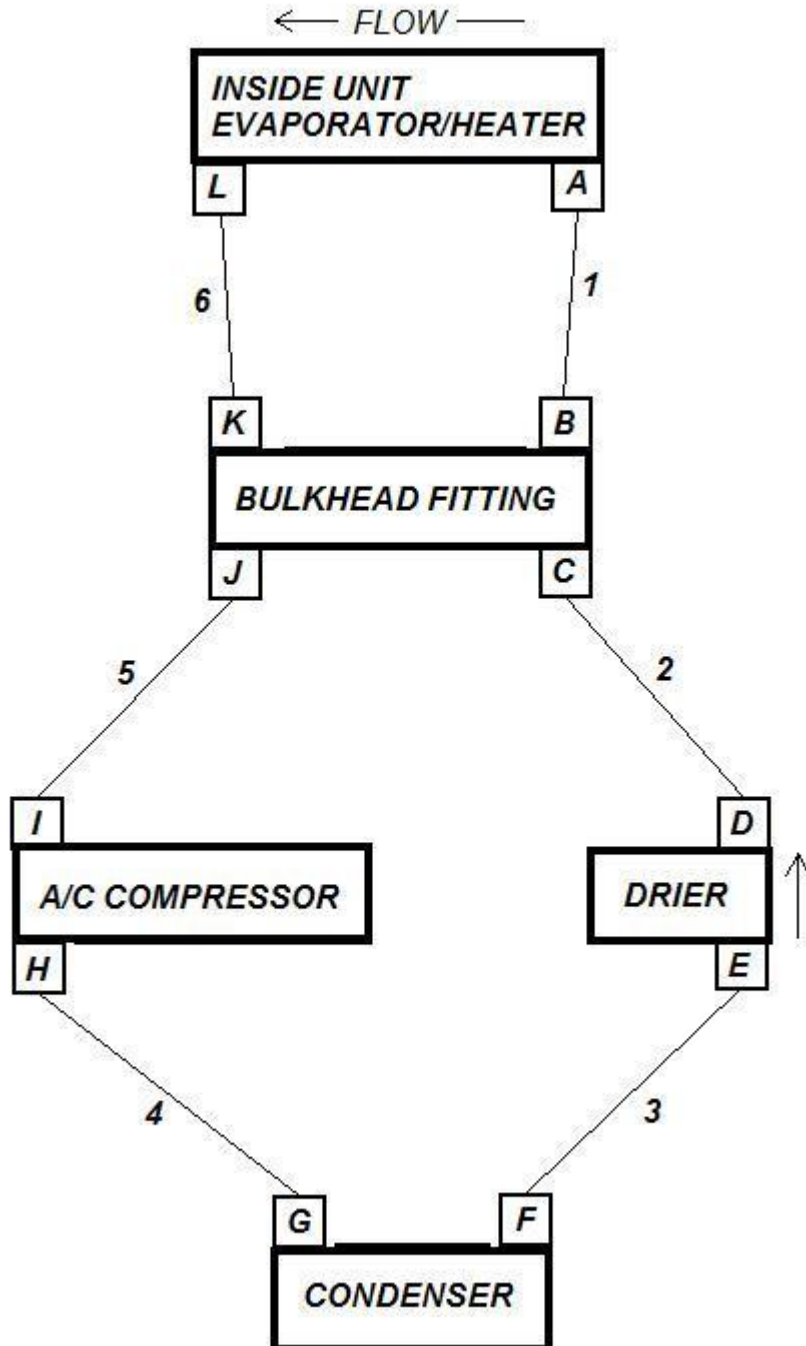 FLOW
INSIDE UNIT
EVAPORATOR/HEATER
L
A
6
1
K
B
BULKHEAD FITTING
J
C
5
2
I
D
A/C COMPRESSOR
DRIER
H
E
4
3
G
F
CONDENSER